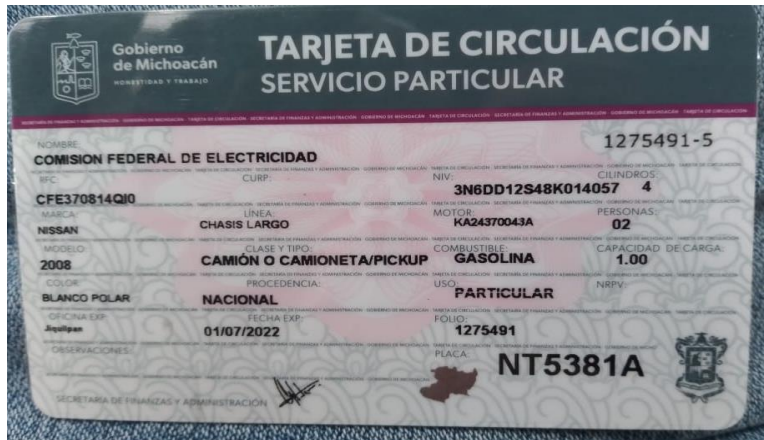 Gobierno
de Michoacán
HONESTIDAD Y TRABAJO
TARJETA DE CIRCULACIÓN
SERVICIO PARTICULAR
1275491-5
NOMBRE:
COMISION FEDERAL DE ELECTRICIDAD
RFC: CURP: NIV: CILINDROS
CFE370814QI0 3N6DD12S48K014057 4
MARCA LÍNEA: MOTOR: PERSONAS:
NISSAN CHASIS LARGO KA24370043A 02
MODELO: CLASE Y TIPO: COMBUSTIBLE: CAPACIDAD DE CARGA:
2008 CAMIÓN O CAMIONETA/PICKUP GASOLINA 1.00
COLOR: PROCEDENCIA: USO: NRPV:
BLANCO POLAR NACIONAL PARTICULAR
OFICINA EXP: FECHA EXP: FOLIO:
Jiquilpan 01/07/2022 1275491
OBSERVACIONES: PLACA:
NT5381A
SECRETARIA DE FINANZAS Y ADMINISTRACIÓN